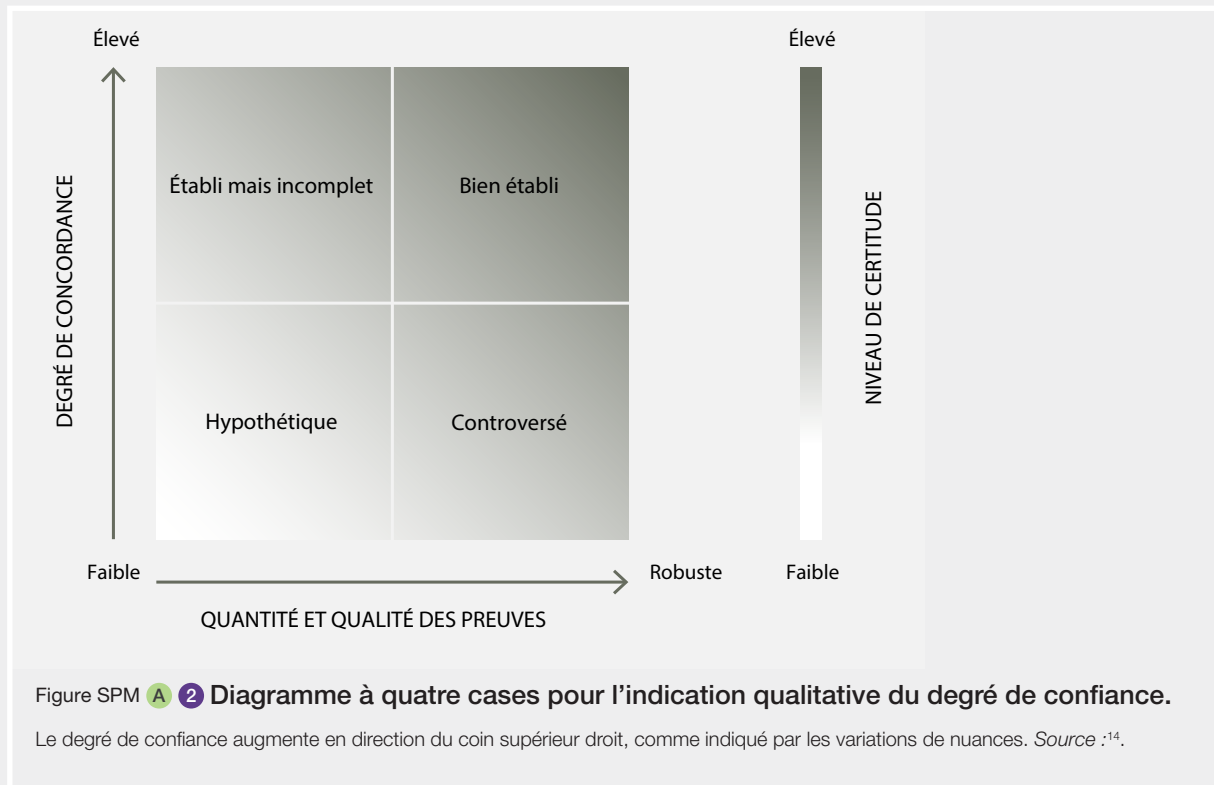 Élevé
Élevé
DEGRÉ DE CONCORDANCE
Établi mais incomplet
Bien établi
Hypothétique
Controversé
NIVEAU DE CERTITUDE
Faible
Robuste
Faible
QUANTITÉ ET QUALITÉ DES PREUVES
Figure SPM A 2 Diagramme à quatre cases pour l’indication qualitative du degré de confiance.
Le degré de confiance augmente en direction du coin supérieur droit, comme indiqué par les variations de nuances. Source :14.